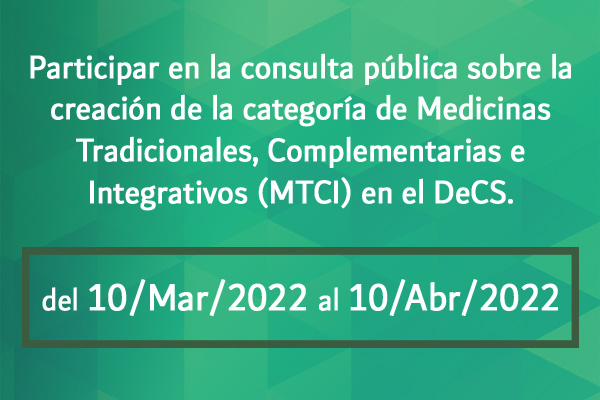 Participar en la consulta pública sobre la
creación de la categoría de Medicinas
Tradicionales, Complementarias e
Integrativos (MTCI) en el DeCS.
del 10/Mar/2022 al 10/Abr/2022